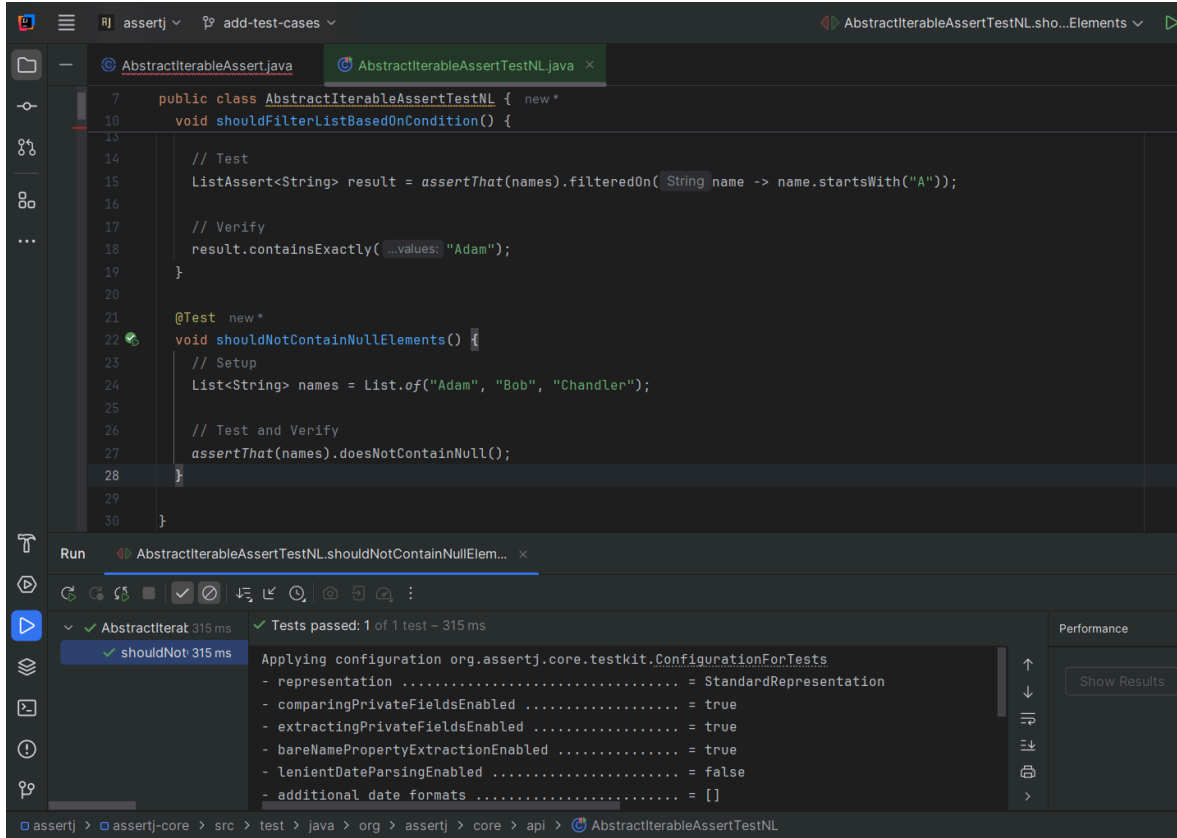 assertj
add-test-cases
AbstractIterableAssertTestNL.sho...Elements
AbstractIterableAssert.java
AbstractIterableAssertTestNL.java
7 public class AbstractIterableAssertTestNL { new *
10 void shouldFilterListBasedOnCondition() {
13
14 // Test
15 ListAssert<String> result = assertThat(names).filteredOn( String name -> name.startsWith("A"));
16
17 // Verify
18 result.containsExactly( ...values: "Adam");
19 }
20
21 @Test new *
22 void shouldNotContainNullElements() {
23 // Setup
24 List<String> names = List.of("Adam", "Bob", "Chandler");
25
26 // Test and Verify
27 assertThat(names).doesNotContainNull();
28 }
29
30 }
Run AbstractIterableAssertTestNL.shouldNotContainNullElem...
AbstractIteral 315 ms
shouldNot 315 ms
Tests passed: 1 of 1 test – 315 ms
Applying configuration org.assertj.core.testkit.ConfigurationForTests
- representation .................................. = StandardRepresentation
- comparingPrivateFieldsEnabled ................... = true
- extractingPrivateFieldsEnabled .................. = true
- bareNamePropertyExtractionEnabled ............... = true
- lenientDateParsingEnabled ....................... = false
- additional date formats ......................... = []
Performance
Show Results
assertj > assertj-core > src > test > java > org > assertj > core > api > AbstractIterableAssertTestNL